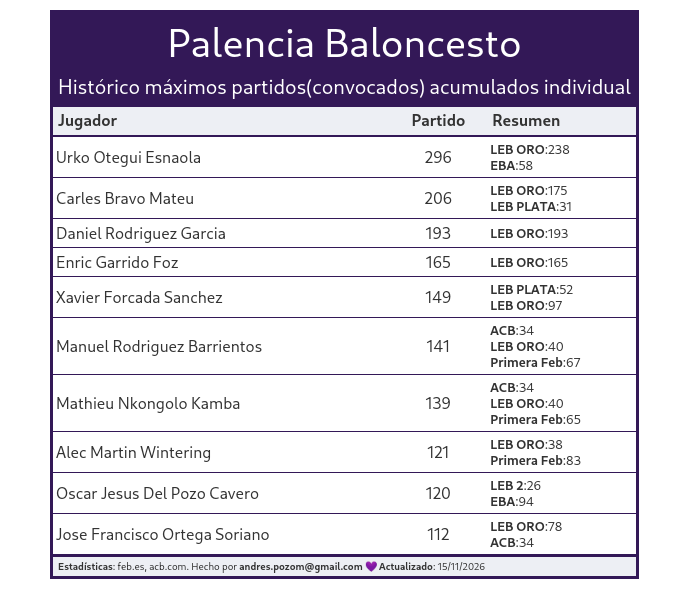 Palencia Baloncesto
Histórico máximos partidos(convocados) acumulados individual
Jugador Partido Resumen
Urko Otegui Esnaola 296 LEB ORO:238
EBA:58
Carles Bravo Mateu 206 LEB ORO:175
LEB PLATA:31
Daniel Rodriguez Garcia 193 LEB ORO:193
Enric Garrido Foz 165 LEB ORO:165
Xavier Forcada Sanchez 149 LEB PLATA:52
LEB ORO:97
Manuel Rodriguez Barrientos 141 ACB:34
LEB ORO:40
Primera Feb:67
Mathieu Nkongolo Kamba 139 ACB:34
LEB ORO:40
Primera Feb:65
Alec Martin Wintering 121 LEB ORO:38
Primera Feb:83
Oscar Jesus Del Pozo Cavero 120 LEB 2:26
EBA:94
Jose Francisco Ortega Soriano 112 LEB ORO:78
ACB:34
Estadísticas: feb.es, acb.com. Hecho por andres.pozom@gmail.com 💜 Actualizado: 15/11/2026